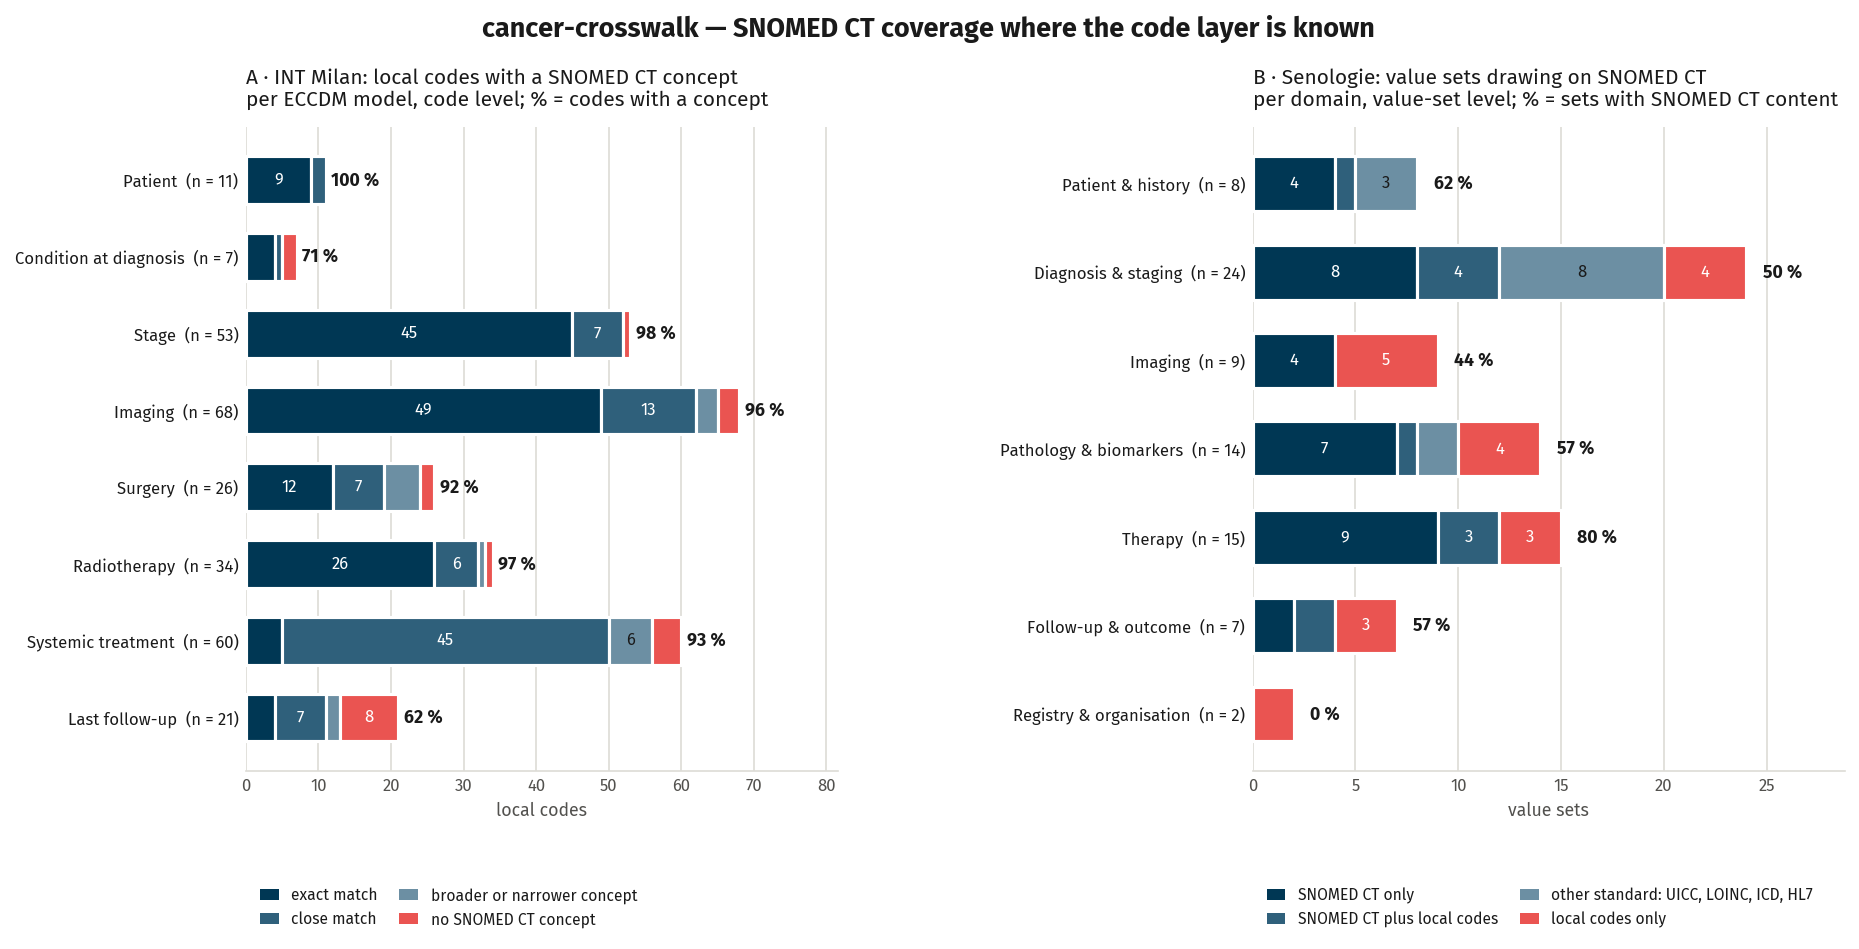 cancer-crosswalk — SNOMED CT coverage where the code layer is known
A · INT Milan: local codes with a SNOMED CT concept
per ECCDM model, code level; % = codes with a concept
Patient (n = 11)
9
100 %
Condition at diagnosis (n = 7)
71 %
Stage (n = 53)
45
7
98 %
Imaging (n = 68)
49
13
96 %
Surgery (n = 26)
12
7
92 %
Radiotherapy (n = 34)
26
6
97 %
Systemic treatment (n = 60)
45
6
93 %
Last follow-up (n = 21)
7
8
62 %
0 10 20 30 40 50 60 70 80
local codes
exact match
close match
broader or narrower concept
no SNOMED CT concept
B · Senologie: value sets drawing on SNOMED CT
per domain, value-set level; % = sets with SNOMED CT content
Patient & history (n = 8)
4
3
62 %
Diagnosis & staging (n = 24)
8
4
8
4
50 %
Imaging (n = 9)
4
5
44 %
Pathology & biomarkers (n = 14)
7
4
57 %
Therapy (n = 15)
9
3
3
80 %
Follow-up & outcome (n = 7)
3
57 %
Registry & organisation (n = 2)
0 %
0 5 10 15 20 25
value sets
SNOMED CT only
SNOMED CT plus local codes
other standard: UICC, LOINC, ICD, HL7
local codes only